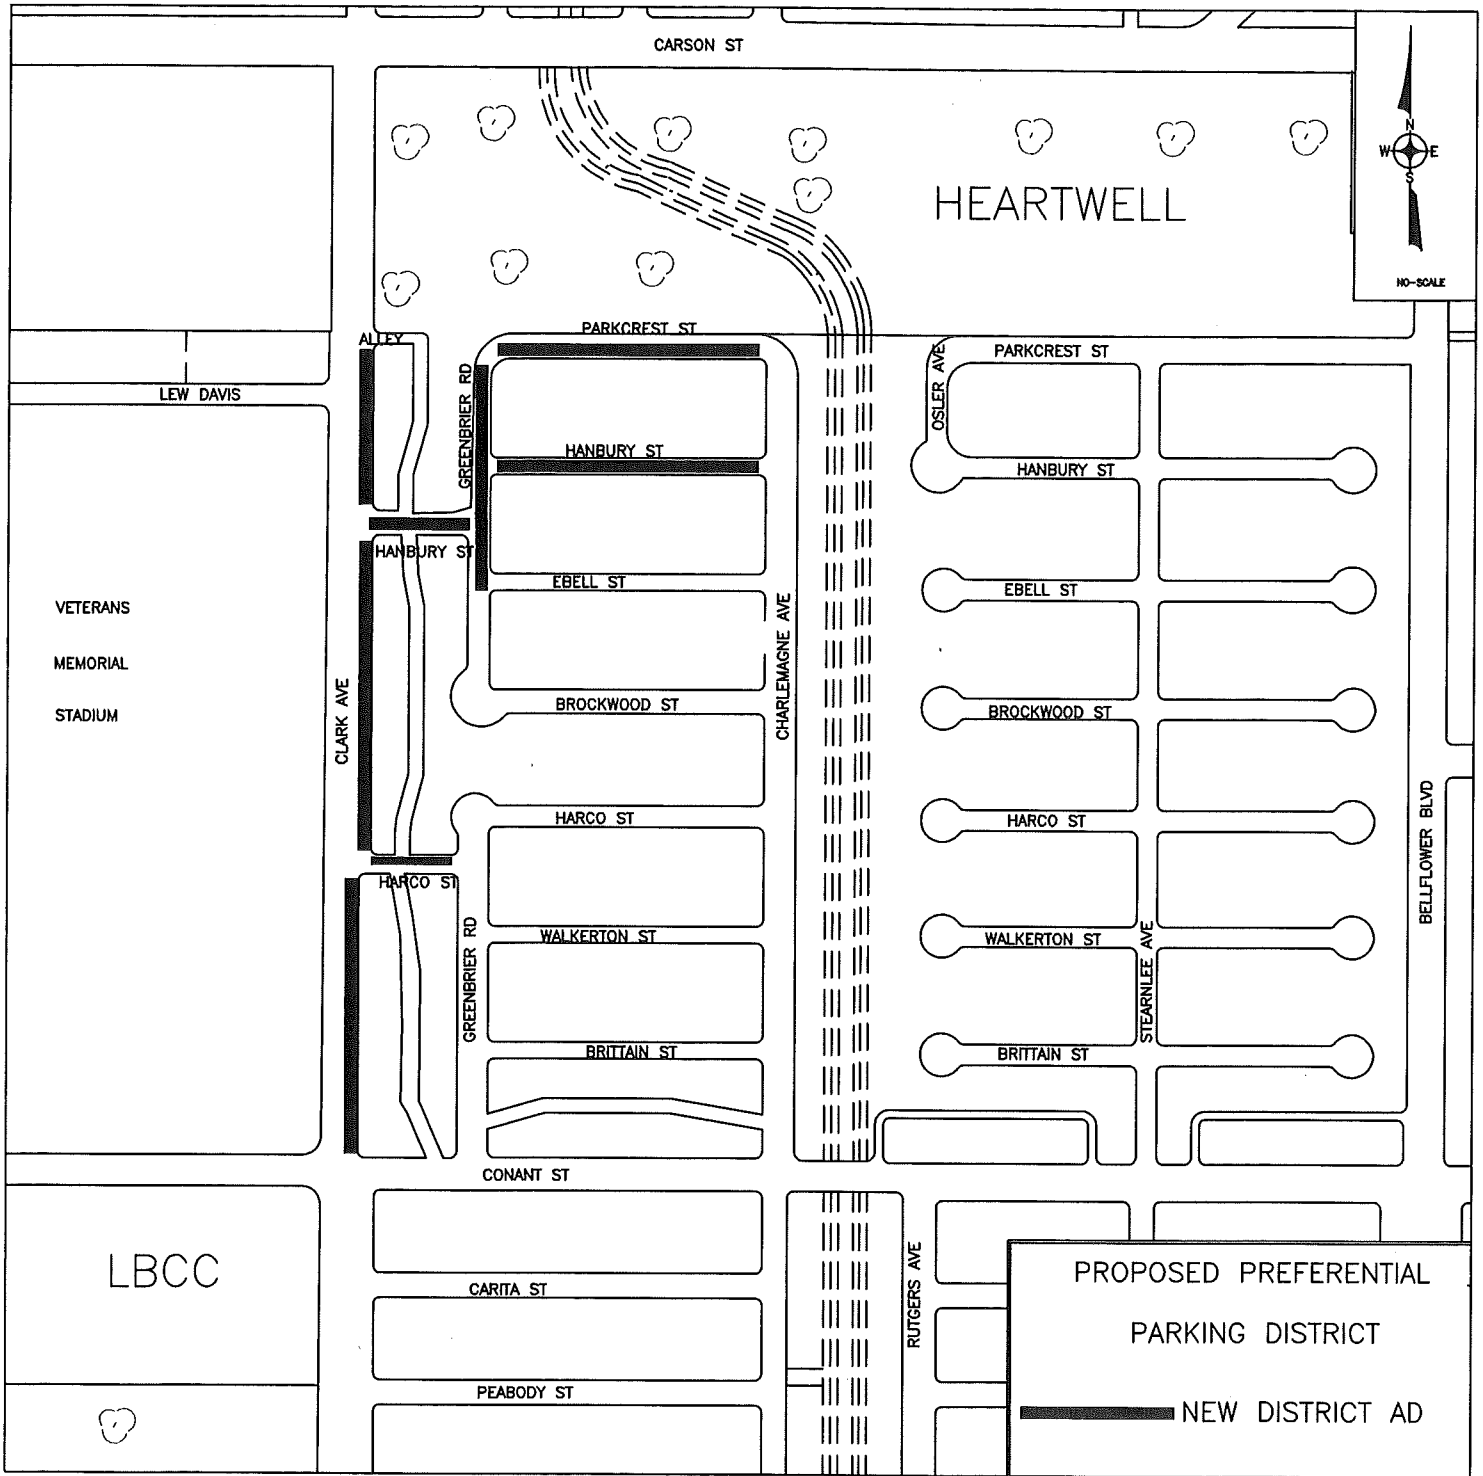 CARSON ST
N
W E
S
NO-SCALE
HEARTWELL
PARKCREST ST
ALLEY
PARKCREST ST
OSLER AVE
LEW DAVIS
GREENBRIER RD
HANBURY ST
HANBURY ST
HANBURY ST
EBELL ST
EBELL ST
VETERANS
MEMORIAL
STADIUM
CLARK AVE
CHARLEMAGNE AVE
BROCKWOOD ST
BROCKWOOD ST
HARCO ST
HARCO ST
BELLFLOWER BLVD
HARCO ST
GREENBRIER RD
WALKERTON ST
WALKERTON ST
STEARNLEE AVE
BRITTAIN ST
BRITTAIN ST
CONANT ST
LBCC
CARITA ST
RUTGERS AVE
PEABODY ST
PROPOSED PREFERENTIAL
PARKING DISTRICT
NEW DISTRICT AD